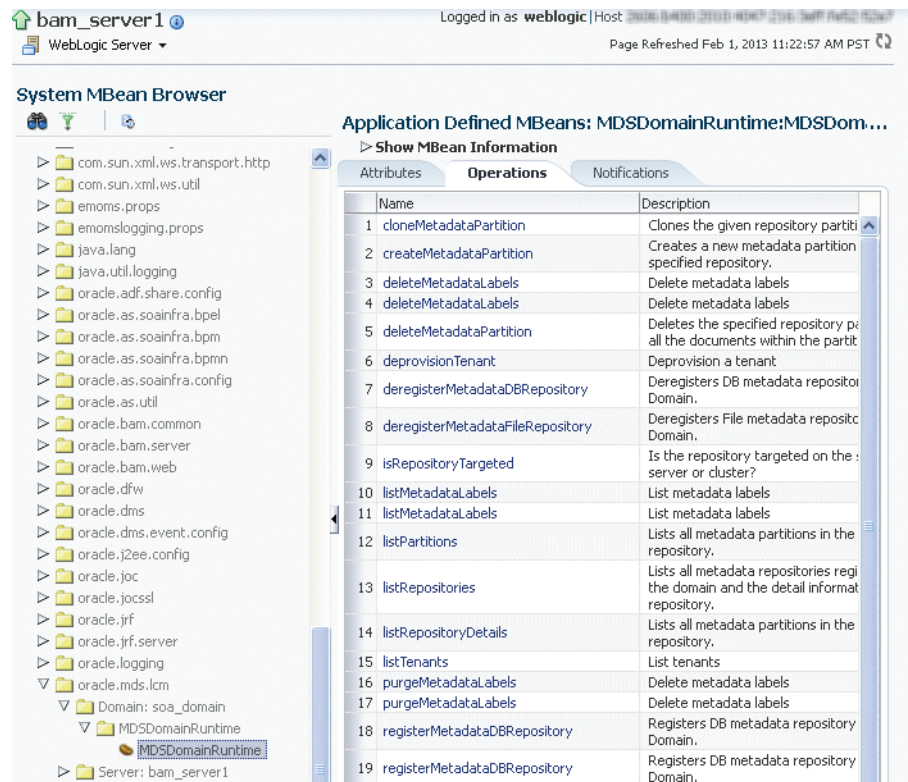 bam_server1
Logged in as weblogic|Host
WebLogic Server
Page Refreshed Feb 1, 2013 11:22:57 AM PST
System MBean Browser
com.sun.xml.ws.transport.http
com.sun.xml.ws.util
emoms.props
emomslogging.props
java.lang
java.util.logging
oracle.adf.share.config
oracle.as.soainfra.bpel
oracle.as.soainfra.bpm
oracle.as.soainfra.bpmn
oracle.as.soainfra.config
oracle.as.util
oracle.bam.common
oracle.bam.server
oracle.bam.web
oracle.dfw
oracle.dms
oracle.dms.event.config
oracle.j2ee.config
oracle.joc
oracle.jocssl
oracle.jrf
oracle.jrf.server
oracle.logging
oracle.mds.lcm
Domain: soa_domain
MDSDomainRuntime
MDSDomainRuntime
Server: bam_server1
Application Defined MBeans: MDSDomainRuntime:MDSDom...
Show MBean Information
Attributes Operations Notifications
Name Description
1 cloneMetadataPartition Clones the given repository partiti
2 createMetadataPartition Creates a new metadata partition
specified repository.
3 deleteMetadataLabels Delete metadata labels
4 deleteMetadataLabels Delete metadata labels
5 deleteMetadataPartition Deletes the specified repository pa
all the documents within the partit
6 deprovisionTenant Deprovision a tenant
7 deregisterMetadataDBRepository Deregisters DB metadata repositor
Domain.
8 deregisterMetadataFileRepository Deregisters File metadata reposito
Domain.
9 isRepositoryTargeted Is the repository targeted on the
server or cluster?
10 listMetadataLabels List metadata labels
11 listMetadataLabels List metadata labels
12 listPartitions Lists all metadata partitions in the
repository.
13 listRepositories Lists all metadata repositories regi
the domain and the detail informat
repository.
14 listRepositoryDetails Lists all metadata partitions in the
repository.
15 listTenants List tenants
16 purgeMetadataLabels Delete metadata labels
17 purgeMetadataLabels Delete metadata labels
18 registerMetadataDBRepository Registers DB metadata repository
Domain.
19 registerMetadataDBRepository Registers DB metadata repository
Domain.